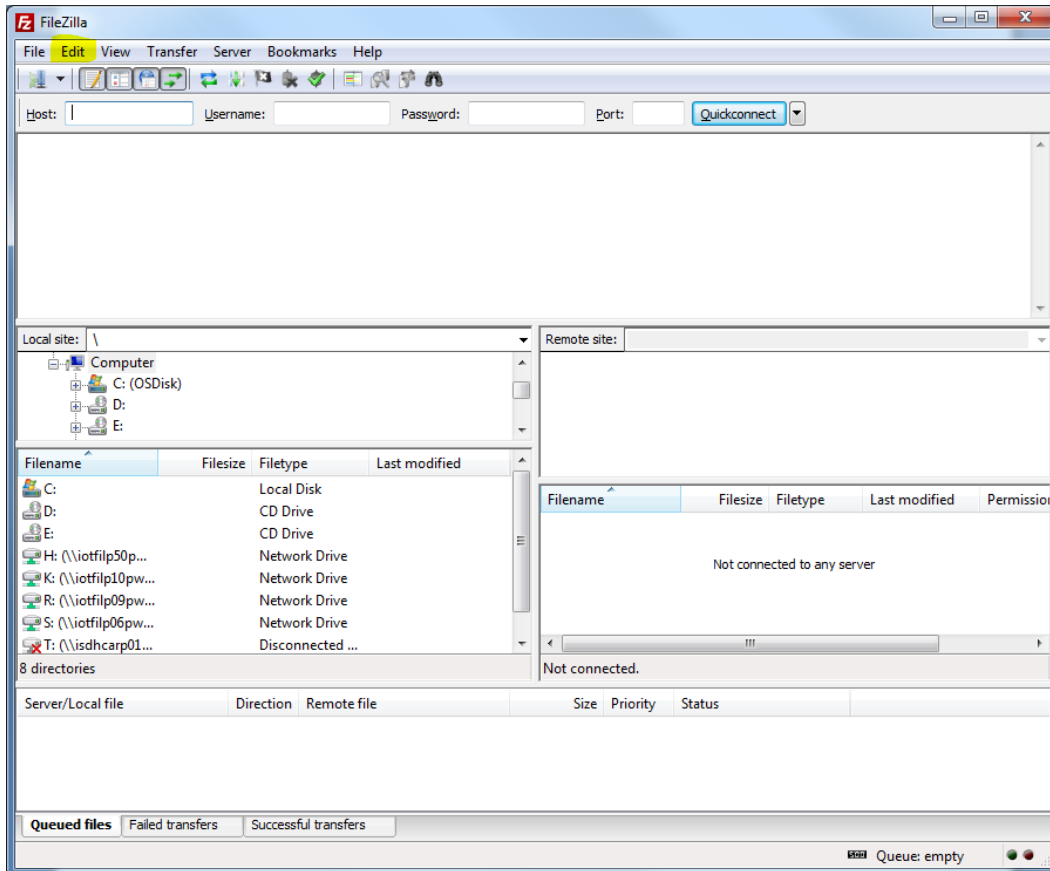 FileZilla
File Edit View Transfer Server Bookmarks Help
Host: Username: Password: Port: Quickconnect
Local site: \
Computer
C: (OSDisk)
D:
E:
Filename Filesize Filetype Last modified
C: Local Disk
D: CD Drive
E: CD Drive
H: (\\iotfilp50p... Network Drive
K: (\\iotfilp10pw... Network Drive
R: (\\iotfilp09pw... Network Drive
S: (\\iotfilp06pw... Network Drive
T: (\\isdhcarp01... Disconnected ...
8 directories
Remote site:
Filename Filesize Filetype Last modified Permission
Not connected to any server
Not connected.
Server/Local file Direction Remote file Size Priority Status
Queued files Failed transfers Successful transfers
Queue: empty